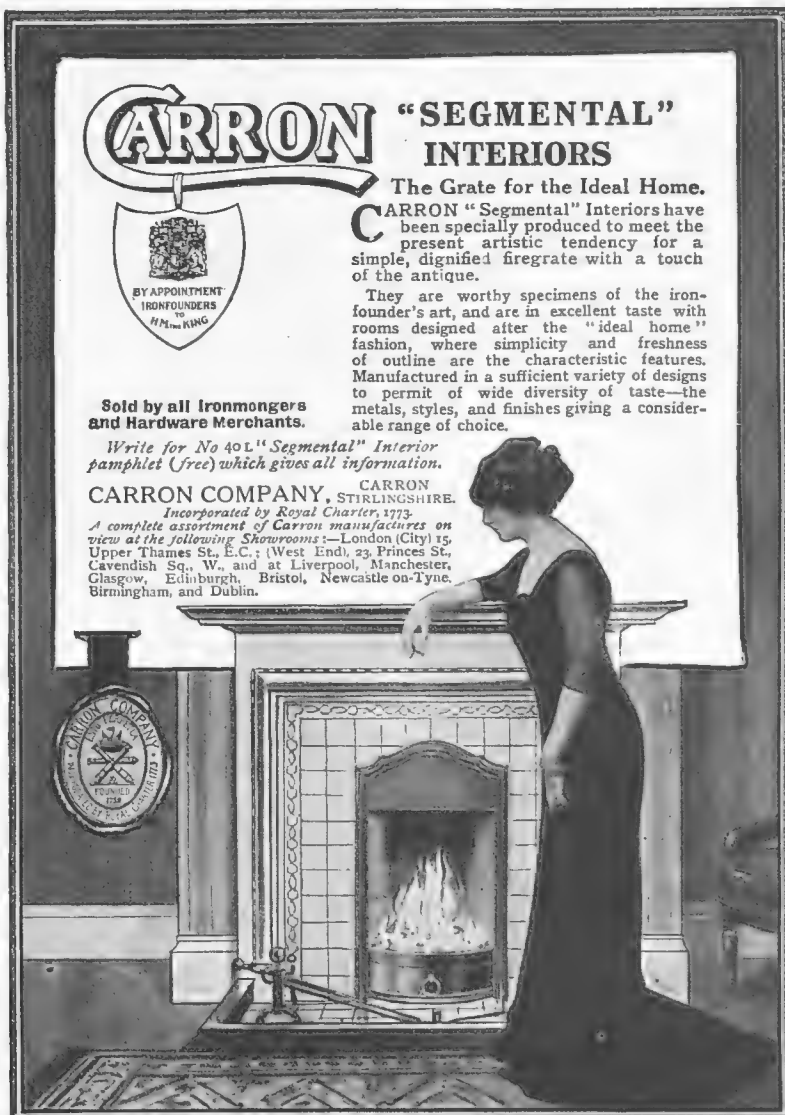 CARRON
"SEGMENTAL"
INTERIORS
The Grate for the Ideal Home.
CARRON "Segmental" Interiors have
been specially produced to meet the
present artistic tendency for a
simple, dignified firegrate with a touch
of the antique.
They are worthy specimens of the iron-
founder's art, and are in excellent taste with
rooms designed after the "ideal home"
fashion, where simplicity and freshness
of outline are the characteristic features.
Manufactured in a sufficient variety of designs
to permit of wide diversity of taste—the
metals, styles, and finishes giving a consider-
able range of choice.
BY APPOINTMENT
IRONFOUNDERS
TO
H.M. THE KING
Sold by all Ironmongers
and Hardware Merchants.
Write for No 40 L "Segmental" Interior
pamphlet (free) which gives all information.
CARRON COMPANY, CARRON
STIRLINGSHIRE.
Incorporated by Royal Charter, 1773.
A complete assortment of Carron manufactures on
view at the following Showrooms:—London (City) 15,
Upper Thames St., E.C.; (West End), 23, Princes St.,
Cavendish Sq., W., and at Liverpool, Manchester,
Glasgow, Edinburgh, Bristol, Newcastle on-Tyne,
Birmingham, and Dublin.
CARRON COMPANY
INCORPORATED BY ROYAL CHARTER 1773
FOUNDED
1759